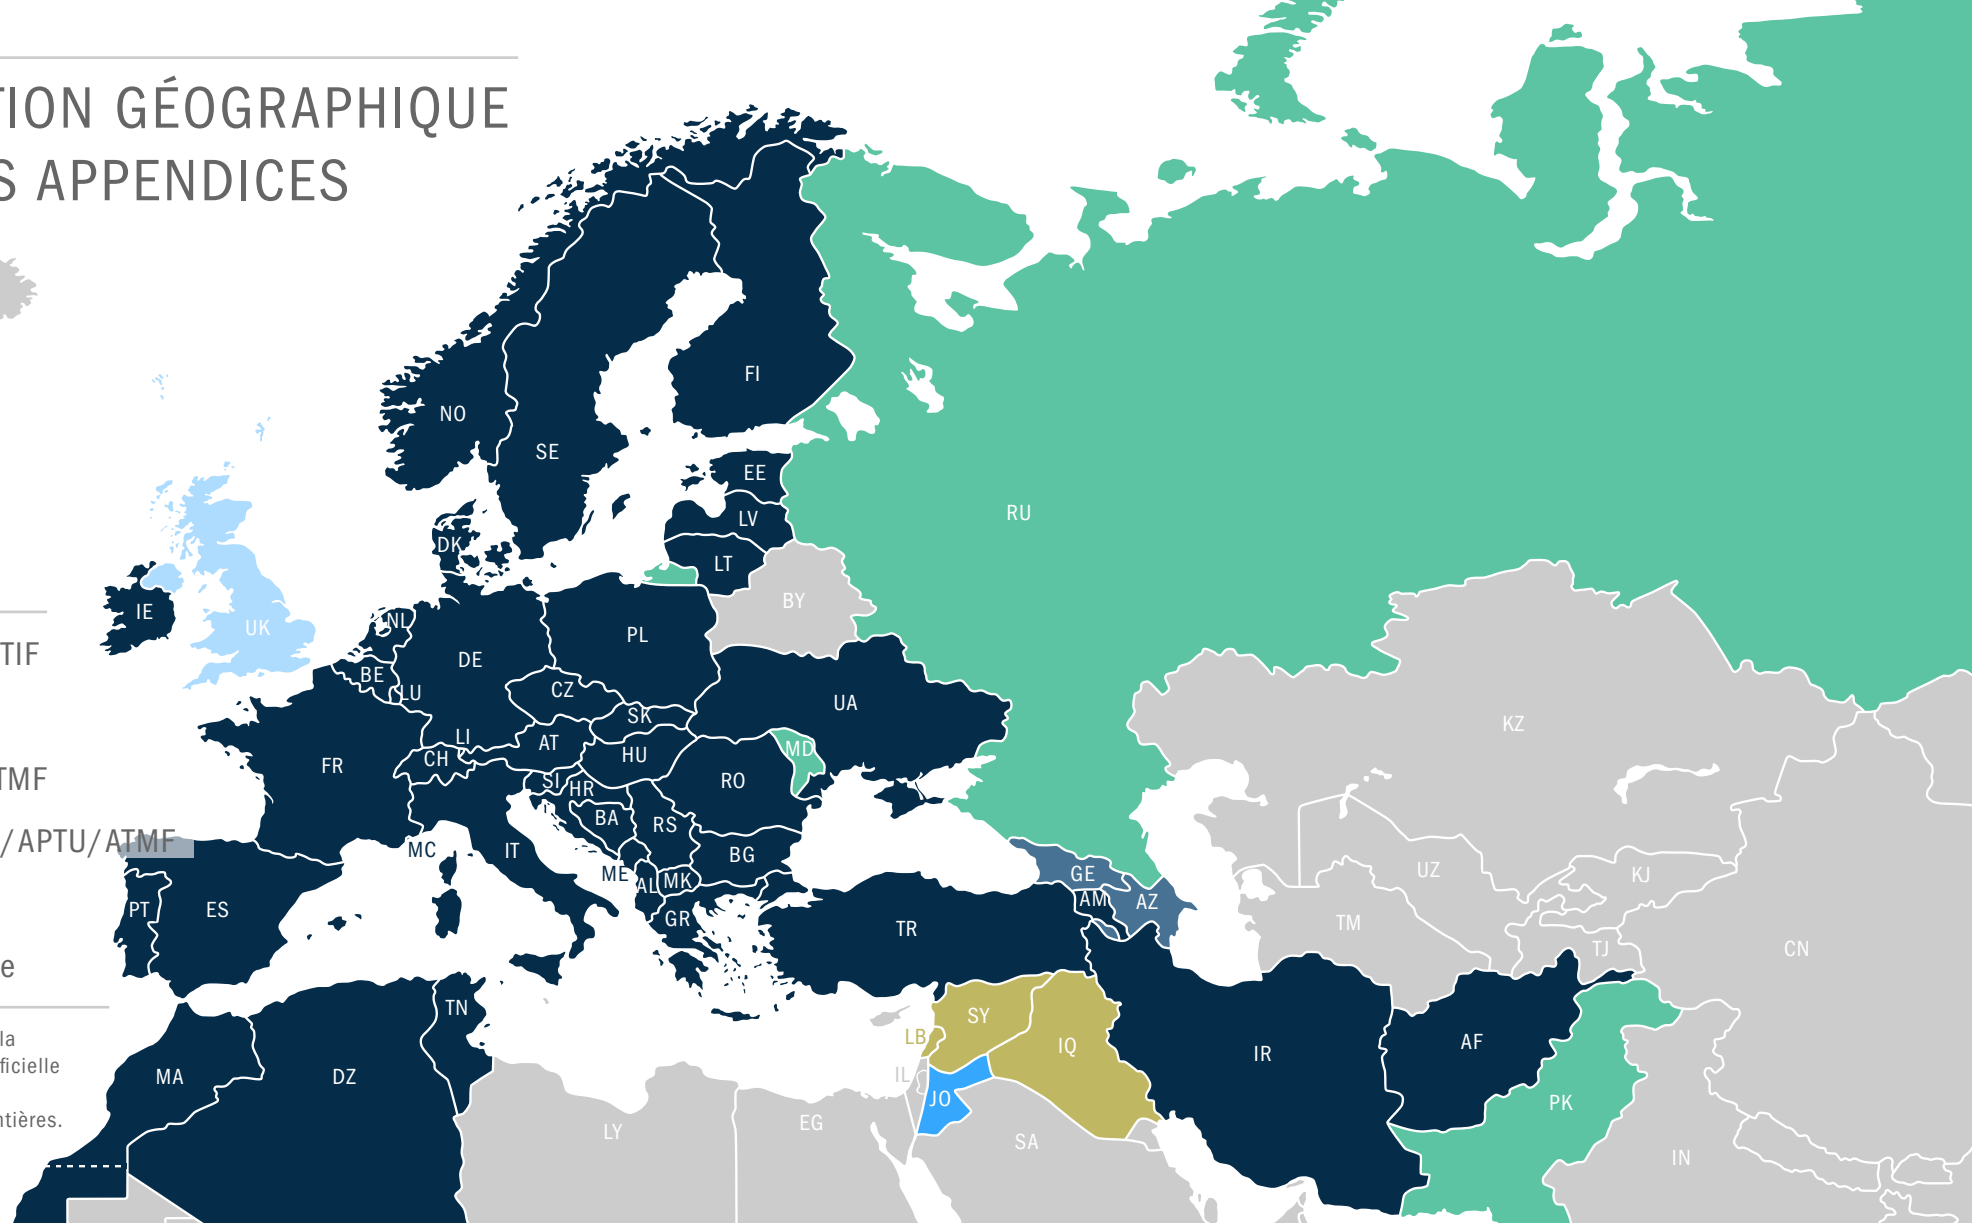 TION GÉOGRAPHIQUE
S APPENDICES
TIF
TMF
/APTU/ATMF
e
la
ficielle
ntières.
NO
SE
FI
EE
LV
LT
DK
RU
IE
UK
NL
BE
LU
DE
PL
BY
CZ
SK
UA
KZ
FR
LI
CH
AT
HU
MD
RO
SI
HR
BA
RS
MC
IT
ME
BG
AL
MK
GR
PT
ES
TR
GE
AM
AZ
UZ
KJ
TM
TJ
CN
TN
MA
DZ
LB
SY
IQ
IL
JO
IR
AF
PK
LY
EG
SA
IN